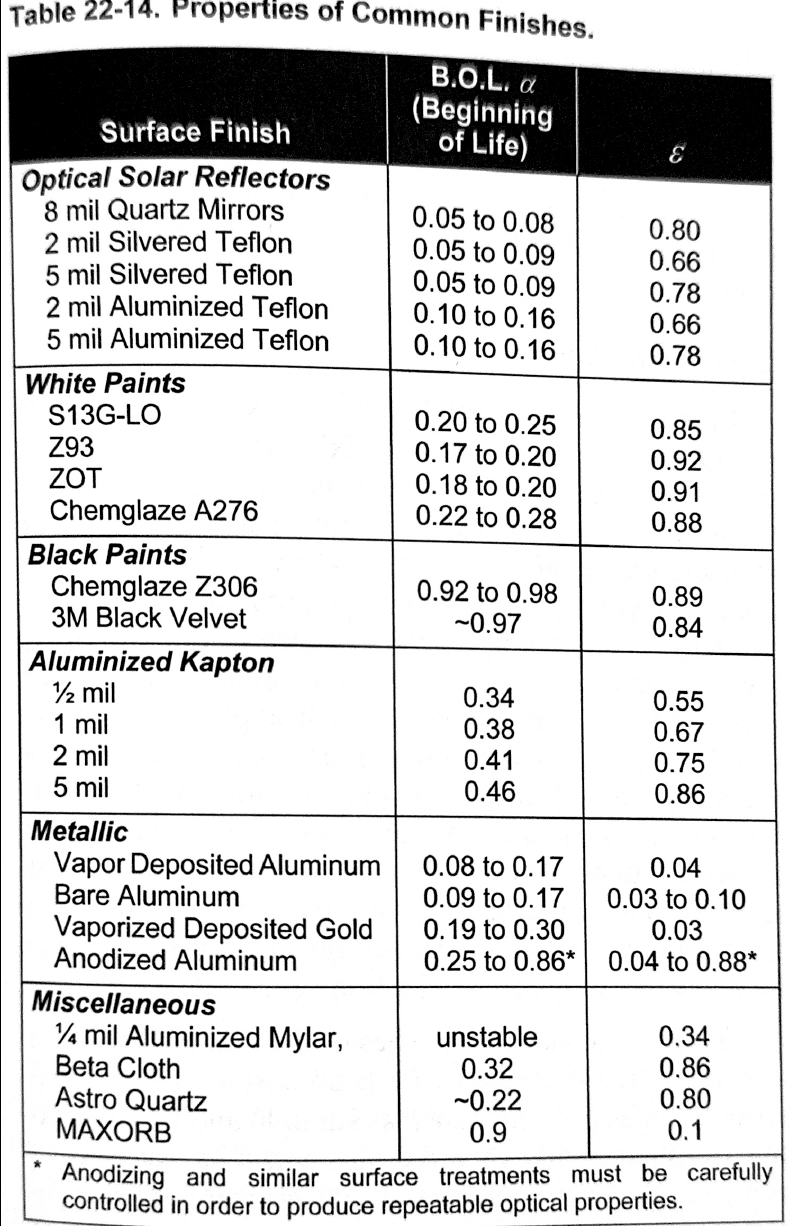 Table 22-14. Properties of Common Finishes.
Surface Finish B.O.L. α (Beginning of Life) ε
Optical Solar Reflectors
8 mil Quartz Mirrors 0.05 to 0.08 0.80
2 mil Silvered Teflon 0.05 to 0.09 0.66
5 mil Silvered Teflon 0.05 to 0.09 0.78
2 mil Aluminized Teflon 0.10 to 0.16 0.66
5 mil Aluminized Teflon 0.10 to 0.16 0.78
White Paints
S13G-LO 0.20 to 0.25 0.85
Z93 0.17 to 0.20 0.92
ZOT 0.18 to 0.20 0.91
Chemglaze A276 0.22 to 0.28 0.88
Black Paints
Chemglaze Z306 0.92 to 0.98 0.89
3M Black Velvet ~0.97 0.84
Aluminized Kapton
½ mil 0.34 0.55
1 mil 0.38 0.67
2 mil 0.41 0.75
5 mil 0.46 0.86
Metallic
Vapor Deposited Aluminum 0.08 to 0.17 0.04
Bare Aluminum 0.09 to 0.17 0.03 to 0.10
Vaporized Deposited Gold 0.19 to 0.30 0.03
Anodized Aluminum 0.25 to 0.86* 0.04 to 0.88*
Miscellaneous
¼ mil Aluminized Mylar, unstable 0.34
Beta Cloth 0.32 0.86
Astro Quartz ~0.22 0.80
MAXORB 0.9 0.1
* Anodizing and similar surface treatments must be carefully
controlled in order to produce repeatable optical properties.